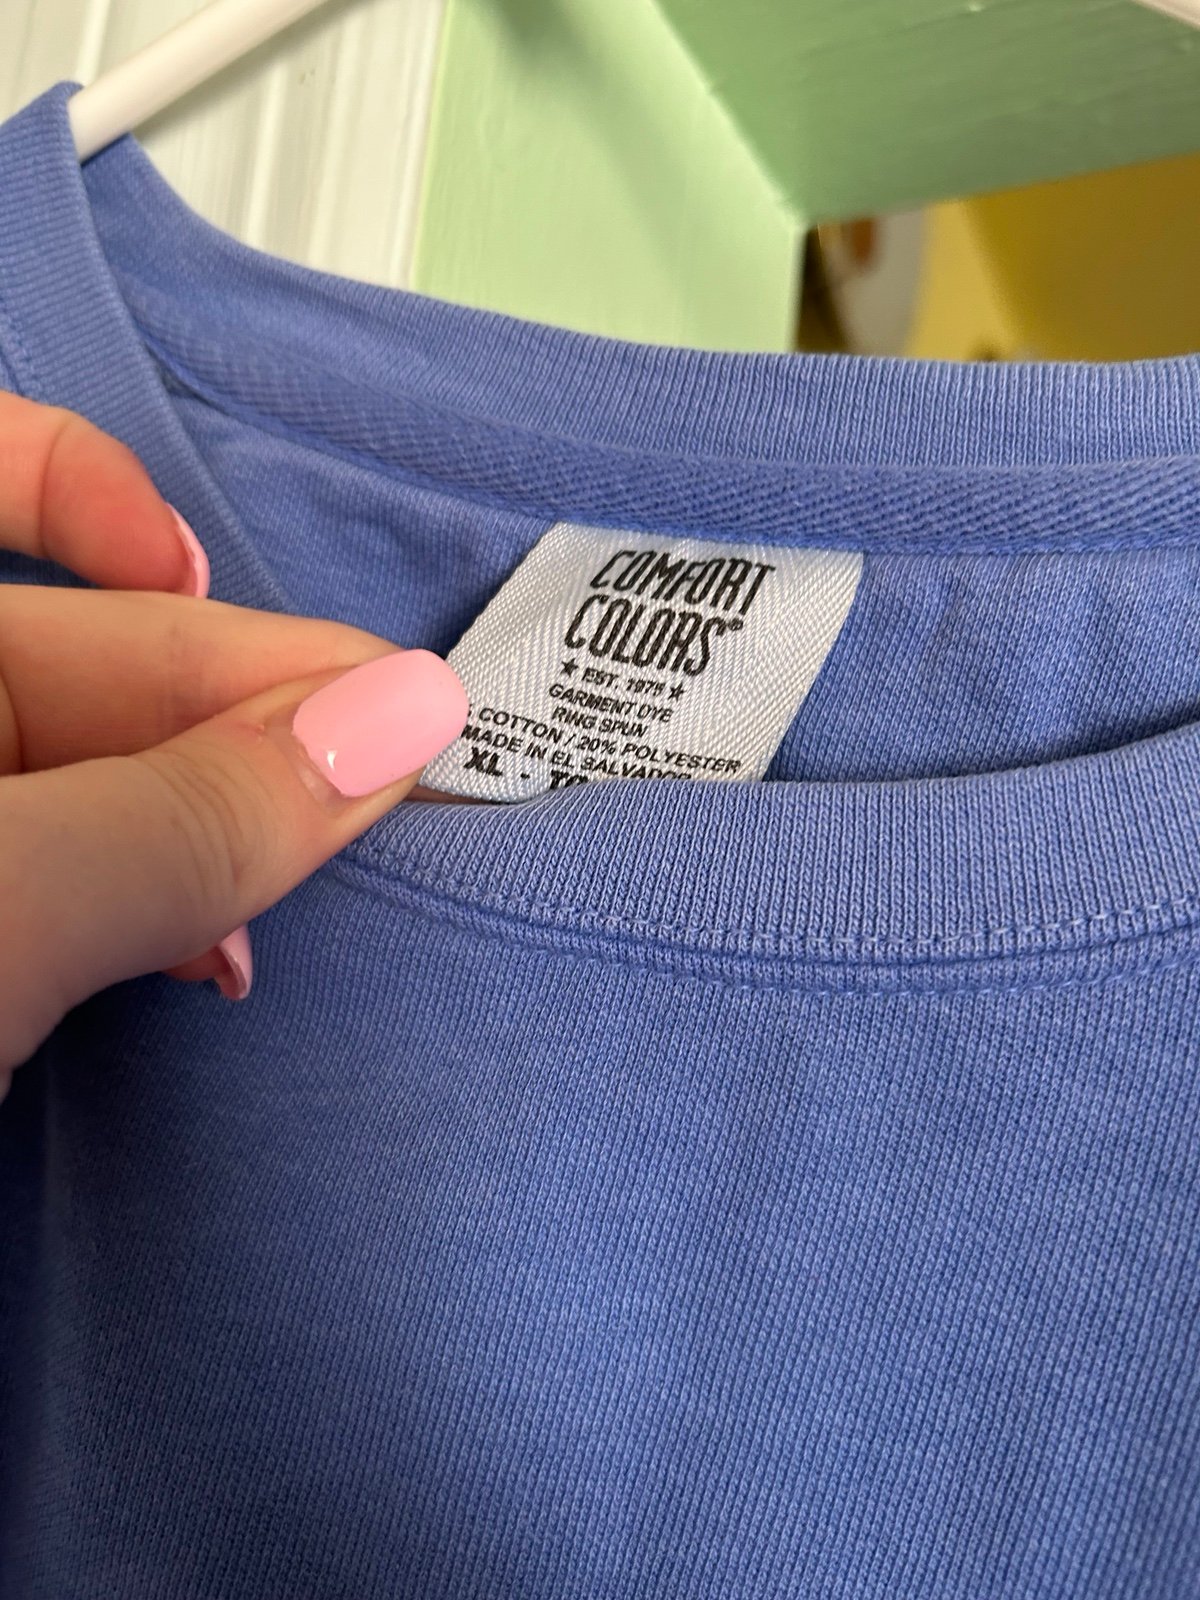 COMFORT
COLORS®
★ EST. 1975 ★
GARMENT DYE
RING SPUN
% COTTON / 20% POLYESTER
MADE IN EL SALVADOR
XL -